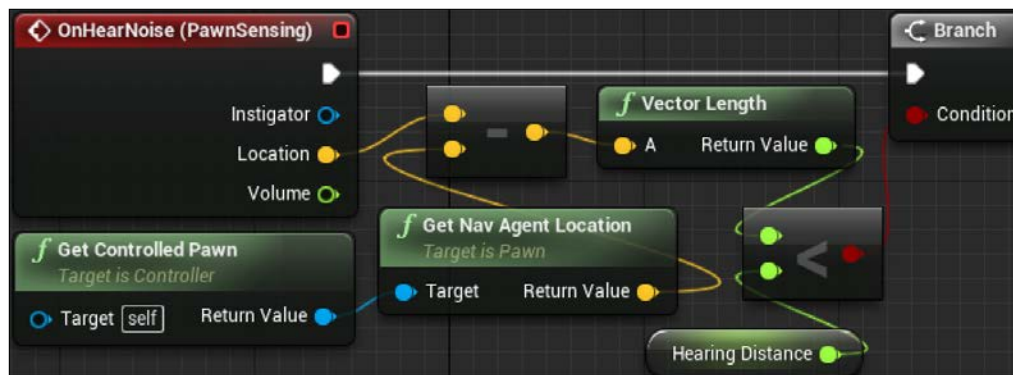 OnHearNoise (PawnSensing)
Branch
Instigator
Location
Volume
-
Vector Length
A
Return Value
Condition
Get Controlled Pawn
Target is Controller
Target self
Return Value
Get Nav Agent Location
Target is Pawn
Target
Return Value
<
Hearing Distance